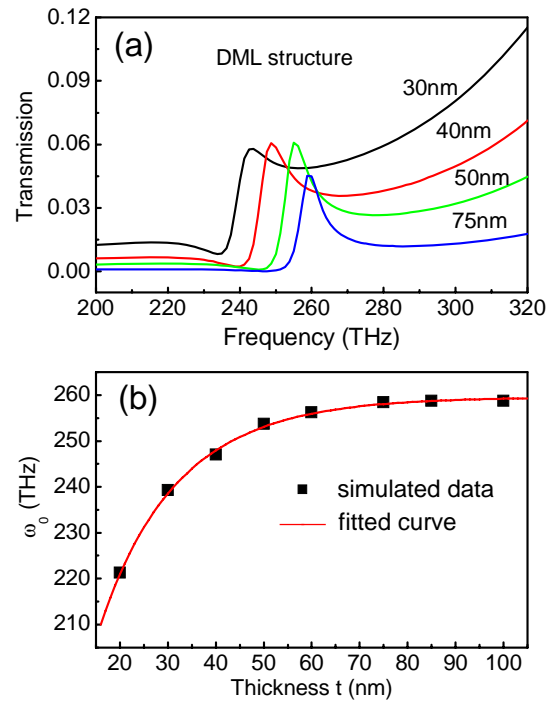 (a)
DML structure
30nm
40nm
50nm
75nm
0.12
0.09
0.06
0.03
0.00
Transmission
200 220 240 260 280 300 320
Frequency (THz)
(b)
260
250
240
230
220
210
ω₀ (THz)
simulated data
fitted curve
20 30 40 50 60 70 80 90 100
Thickness t (nm)